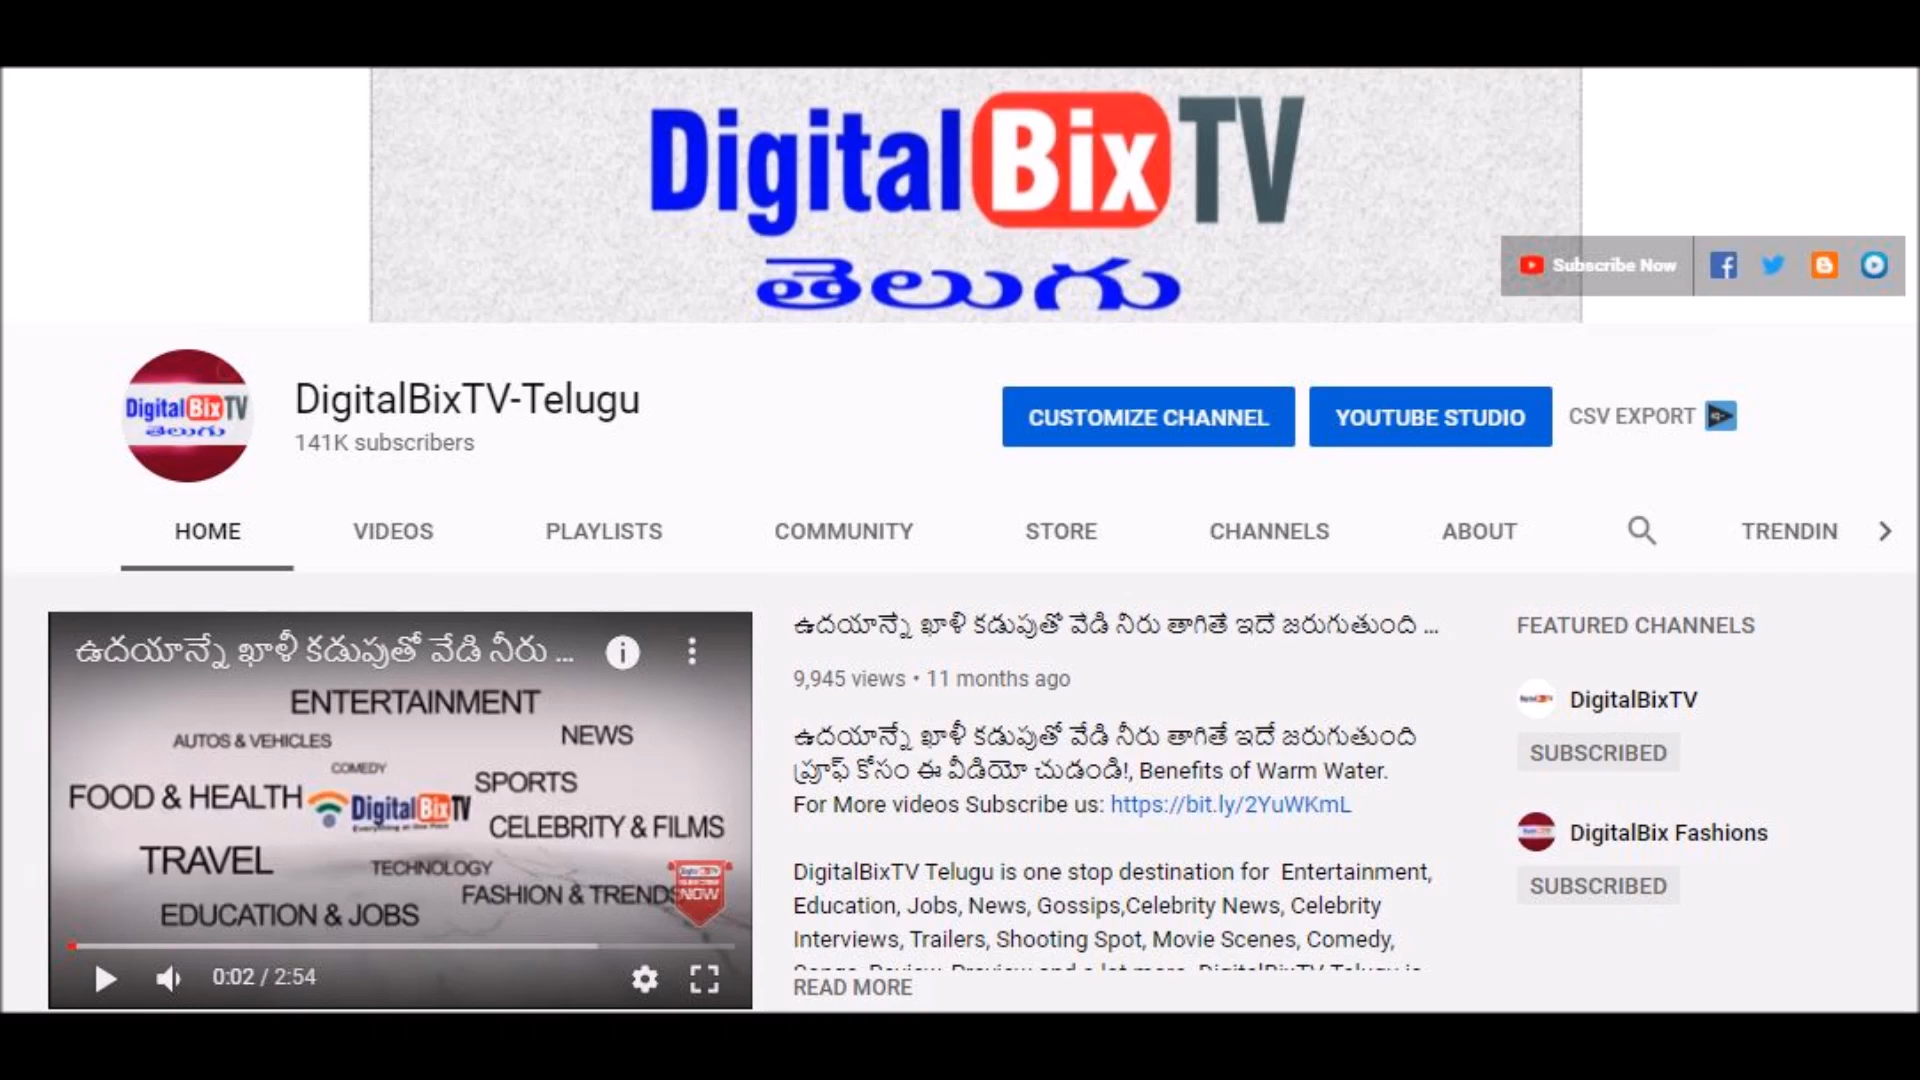 DigitalBixTV
తెలుగు
Subscribe Now
DigitalBixTV
తెలుగు
DigitalBixTV-Telugu
141K subscribers
CUSTOMIZE CHANNEL
YOUTUBE STUDIO
CSV EXPORT
HOME
VIDEOS
PLAYLISTS
COMMUNITY
STORE
CHANNELS
ABOUT
TRENDIN
ఉదయాన్నే ఖాళీ కడుపుతో వేడి నీరు ...
ENTERTAINMENT
AUTOS & VEHICLES
NEWS
COMEDY
FOOD & HEALTH
SPORTS
DigitalBixTV
Everything at One Place
CELEBRITY & FILMS
TRAVEL
TECHNOLOGY
FASHION & TRENDS
NOW
EDUCATION & JOBS
0:02 / 2:54
ఉదయాన్నే ఖాళీ కడుపుతో వేడి నీరు తాగితే ఇదే జరుగుతుంది ...
9,945 views • 11 months ago
ఉదయాన్నే ఖాళీ కడుపుతో వేడి నీరు తాగితే ఇదే జరుగుతుంది
ప్రూఫ్ కోసం ఈ వీడియో చుడండి!, Benefits of Warm Water.
For More videos Subscribe us: https://bit.ly/2YuWKmL
DigitalBixTV Telugu is one stop destination for Entertainment,
Education, Jobs, News, Gossips,Celebrity News, Celebrity
Interviews, Trailers, Shooting Spot, Movie Scenes, Comedy,
READ MORE
FEATURED CHANNELS
DigitalBixTV
SUBSCRIBED
DigitalBix Fashions
SUBSCRIBED